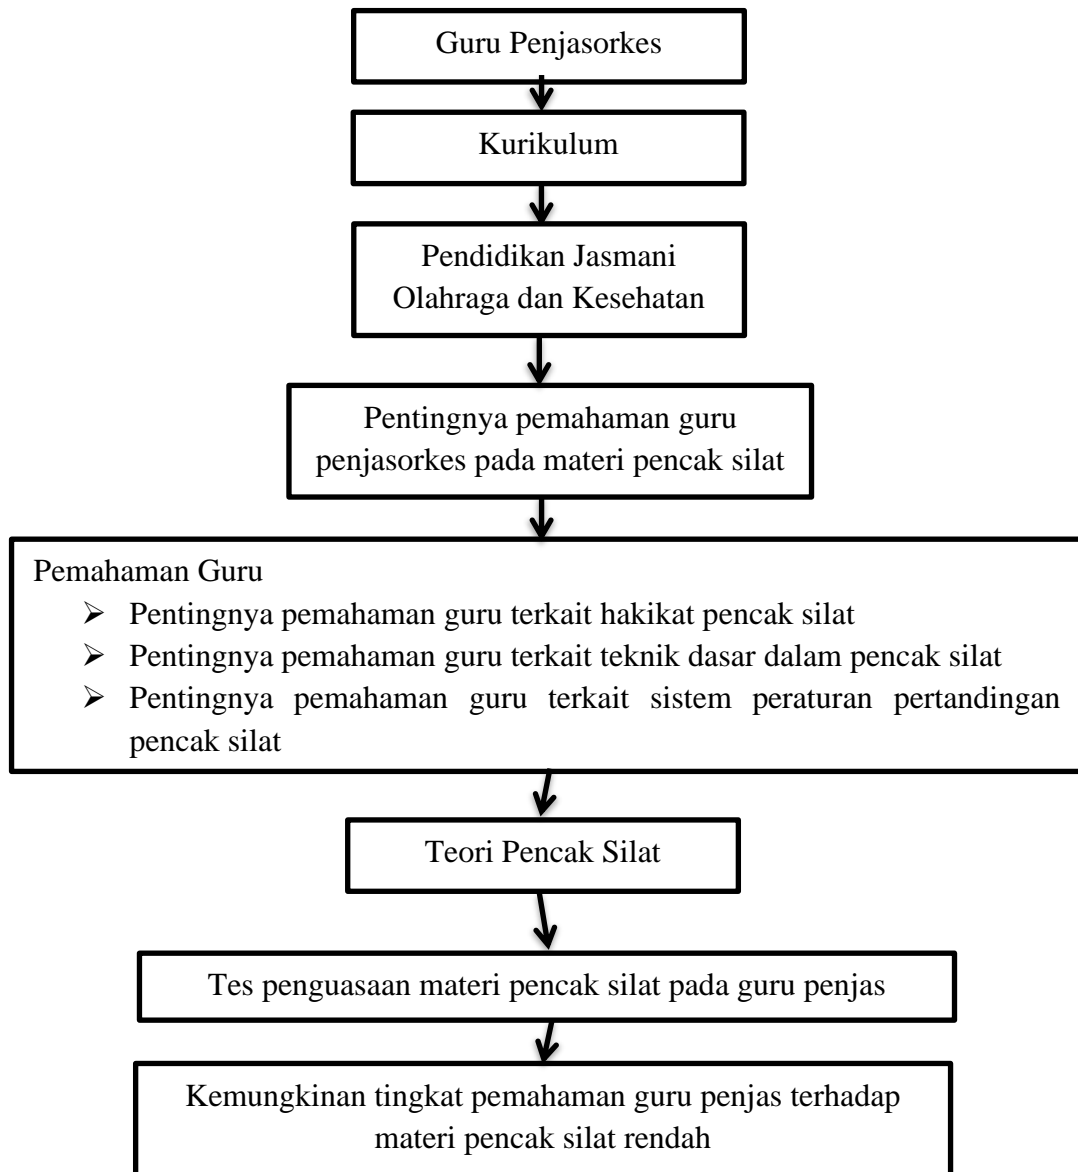 Guru Penjasorkes
Kurikulum
Pendidikan Jasmani
Olahraga dan Kesehatan
Pentingnya pemahaman guru
penjasorkes pada materi pencak silat
Pemahaman Guru
➢ Pentingnya pemahaman guru terkait hakikat pencak silat
➢ Pentingnya pemahaman guru terkait teknik dasar dalam pencak silat
➢ Pentingnya pemahaman guru terkait sistem peraturan pertandingan
pencak silat
Teori Pencak Silat
Tes penguasaan materi pencak silat pada guru penjas
Kemungkinan tingkat pemahaman guru penjas terhadap
materi pencak silat rendah